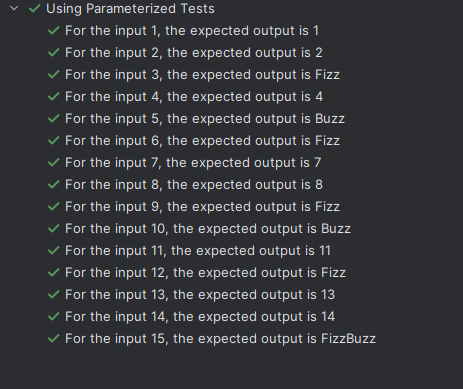 Using Parameterized Tests
For the input 1, the expected output is 1
For the input 2, the expected output is 2
For the input 3, the expected output is Fizz
For the input 4, the expected output is 4
For the input 5, the expected output is Buzz
For the input 6, the expected output is Fizz
For the input 7, the expected output is 7
For the input 8, the expected output is 8
For the input 9, the expected output is Fizz
For the input 10, the expected output is Buzz
For the input 11, the expected output is 11
For the input 12, the expected output is Fizz
For the input 13, the expected output is 13
For the input 14, the expected output is 14
For the input 15, the expected output is FizzBuzz